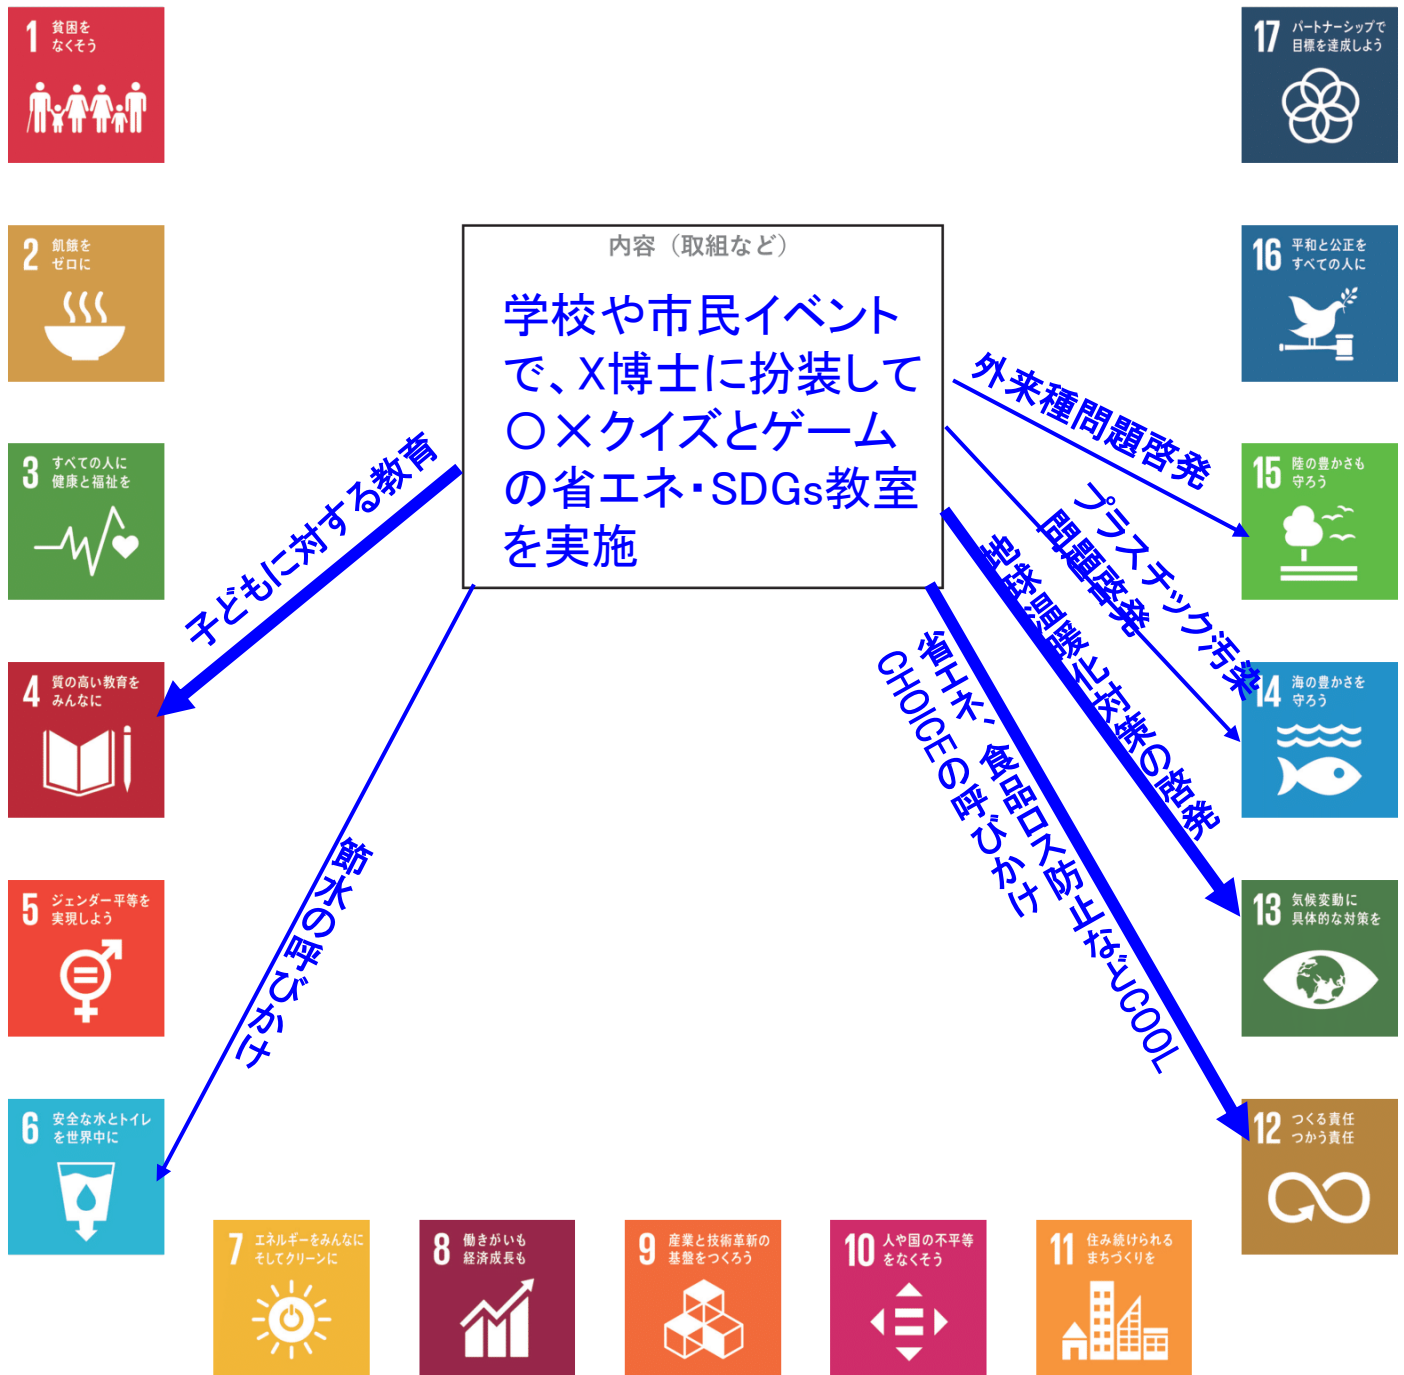 1 貧困を
なくそう
17 パートナーシップで
目標を達成しよう
2 飢餓を
ゼロに
内容（取組など）
学校や市民イベント
で、X博士に扮装して
○×クイズとゲーム
の省エネ・SDGs教室
を実施
16 平和と公正を
すべての人に
3 すべての人に
健康と福祉を
子どもに対する教育
外来種問題啓発
15 陸の豊かさも
守ろう
プラスチック汚染
問題啓発
4 質の高い教育を
みんなに
地球温暖化対策の啓発
14 海の豊かさを
守ろう
省エネ、食品ロス防止などCOOL
CHOICEの呼びかけ
5 ジェンダー平等を
実現しよう
節水の呼びかけ
13 気候変動に
具体的な対策を
6 安全な水とトイレ
を世界中に
12 つくる責任
つかう責任
7 エネルギーをみんなに
そしてクリーンに
8 働きがいも
経済成長も
9 産業と技術革新の
基盤をつくろう
10 人や国の不平等
をなくそう
11 住み続けられる
まちづくりを